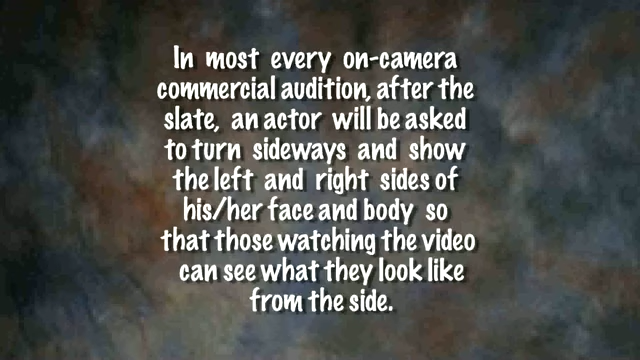 In most every on-camera
commercial audition, after the
slate, an actor will be asked
to turn sideways and show
the left and right sides of
his/her face and body so
that those watching the video
can see what they look like
from the side.